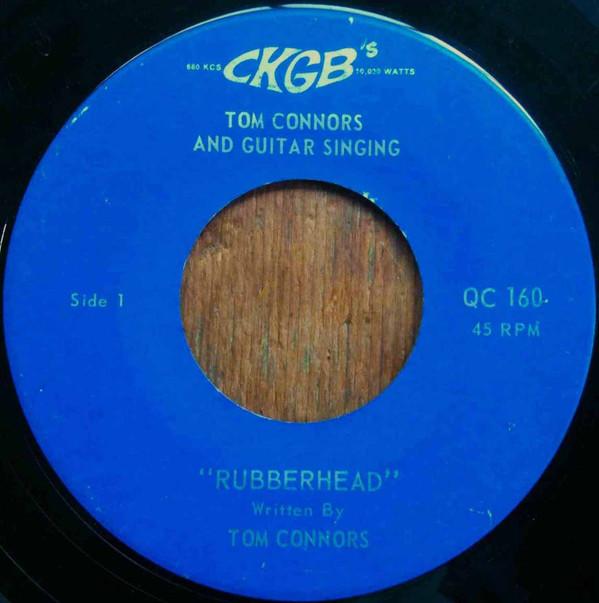 CKGB's
680 KCS. 10,000 WATTS
TOM CONNORS
AND GUITAR SINGING
Side 1
QC 160
45 RPM
"RUBBERHEAD"
Written By
TOM CONNORS